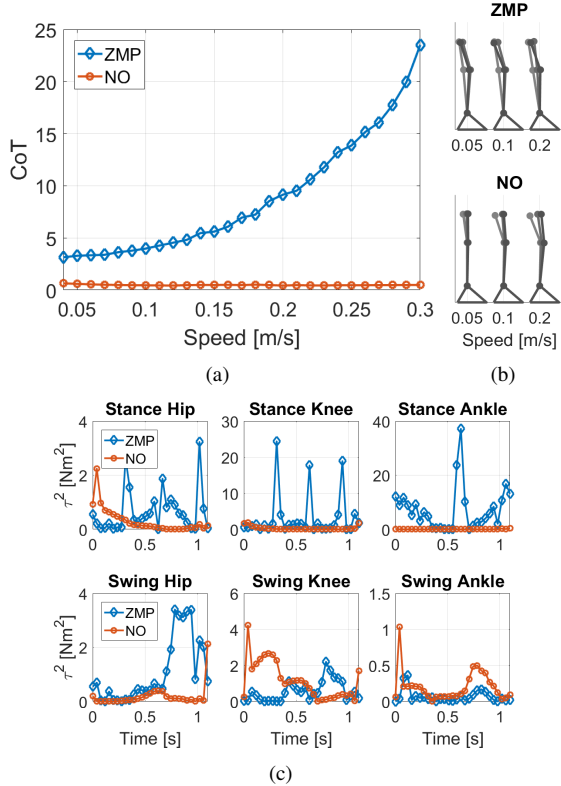 25
20
15
10
5
0
CoT
ZMP
NO
0.05 0.1 0.15 0.2 0.25 0.3
Speed [m/s]
(a)
ZMP
0.05 0.1 0.2
NO
0.05 0.1 0.2
Speed [m/s]
(b)
Stance Hip Stance Knee Stance Ankle
τ² [Nm²]
4
2
0
ZMP
NO
0 0.5 1
30
20
10
0
0 0.5 1
40
20
0
0 0.5 1
Swing Hip Swing Knee Swing Ankle
τ² [Nm²]
4
2
0
ZMP
NO
0 0.5 1
6
4
2
0
0 0.5 1
1.5
1
0.5
0
0 0.5 1
Time [s] Time [s] Time [s]
(c)